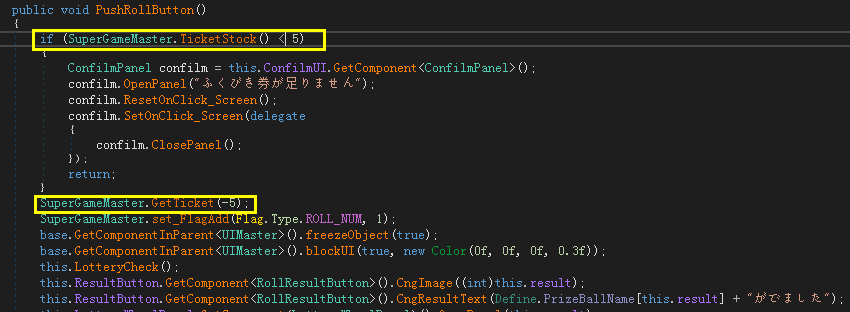 public void PushRollButton()
{
if (SuperGameMaster.TicketStock() < 5)
{
ConfilmPanel confilm = this.ConfilmUI.GetComponent<ConfilmPanel>();
confilm.OpenPanel("ふくびき券が足りません");
confilm.ResetOnClick_Screen();
confilm.SetOnClick_Screen(delegate
{
confilm.ClosePanel();
});
return;
}
SuperGameMaster.GetTicket(-5);
SuperGameMaster.set_FlagAdd(Flag.Type.ROLL_NUM, 1);
base.GetComponentInParent<UIMaster>().freezeObject(true);
base.GetComponentInParent<UIMaster>().blockUI(true, new Color(0f, 0f, 0f, 0.3f));
this.LotteryCheck();
this.ResultButton.GetComponent<RollResultButton>().CngImage((int)this.result);
this.ResultButton.GetComponent<RollResultButton>().CngResultText(Define.PrizeBallName[this.result] + "がでました");